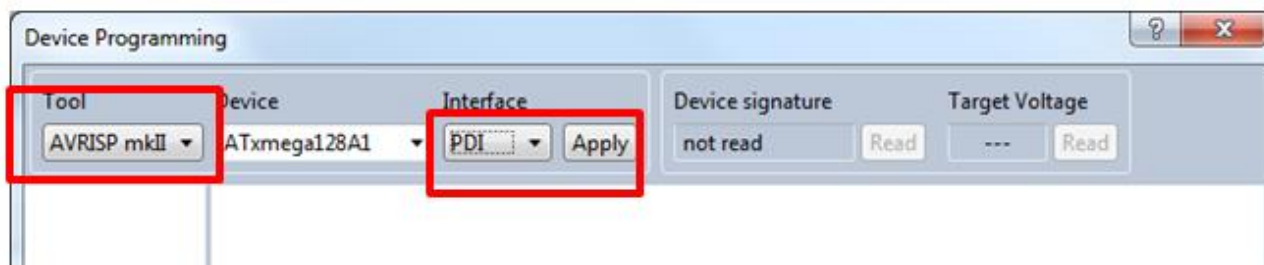 Device Programming
Tool Device Interface Device signature Target Voltage
AVRISP mkII ATxmega128A1 PDI Apply not read Read --- Read